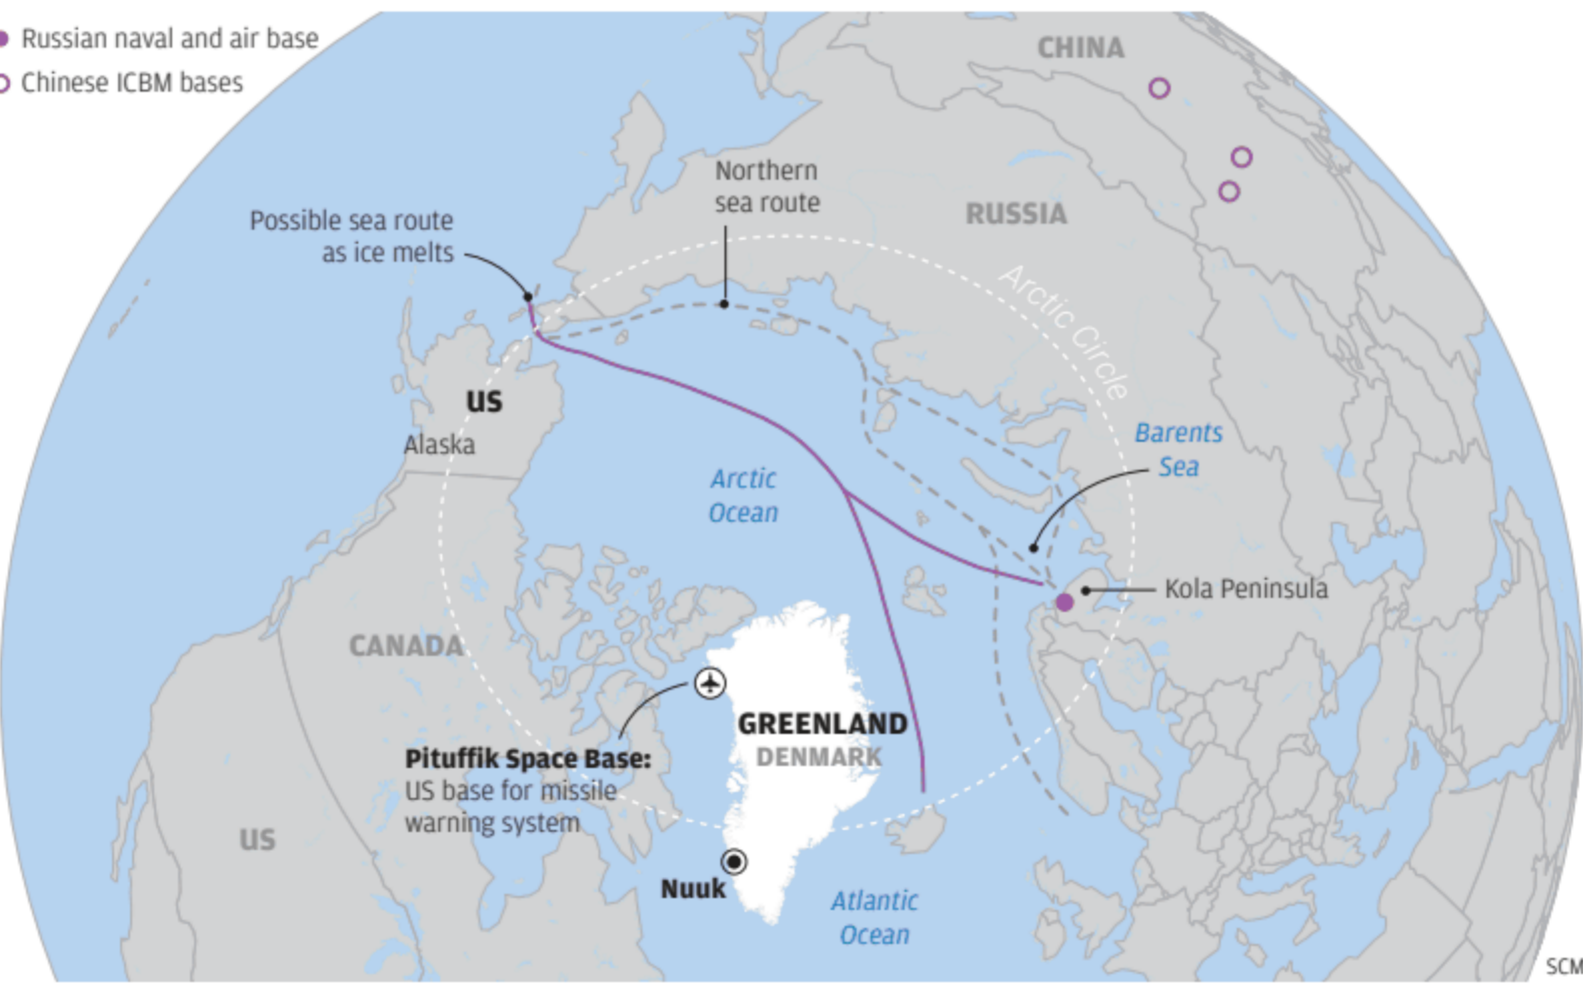 Russian naval and air base
Chinese ICBM bases
CHINA
Northern
sea route
RUSSIA
Possible sea route
as ice melts
Arctic Circle
US
Alaska
Barents
Sea
Arctic
Ocean
Kola Peninsula
CANADA
GREENLAND
DENMARK
Pituffik Space Base:
US base for missile
warning system
US
Nuuk
Atlantic
Ocean
SCM